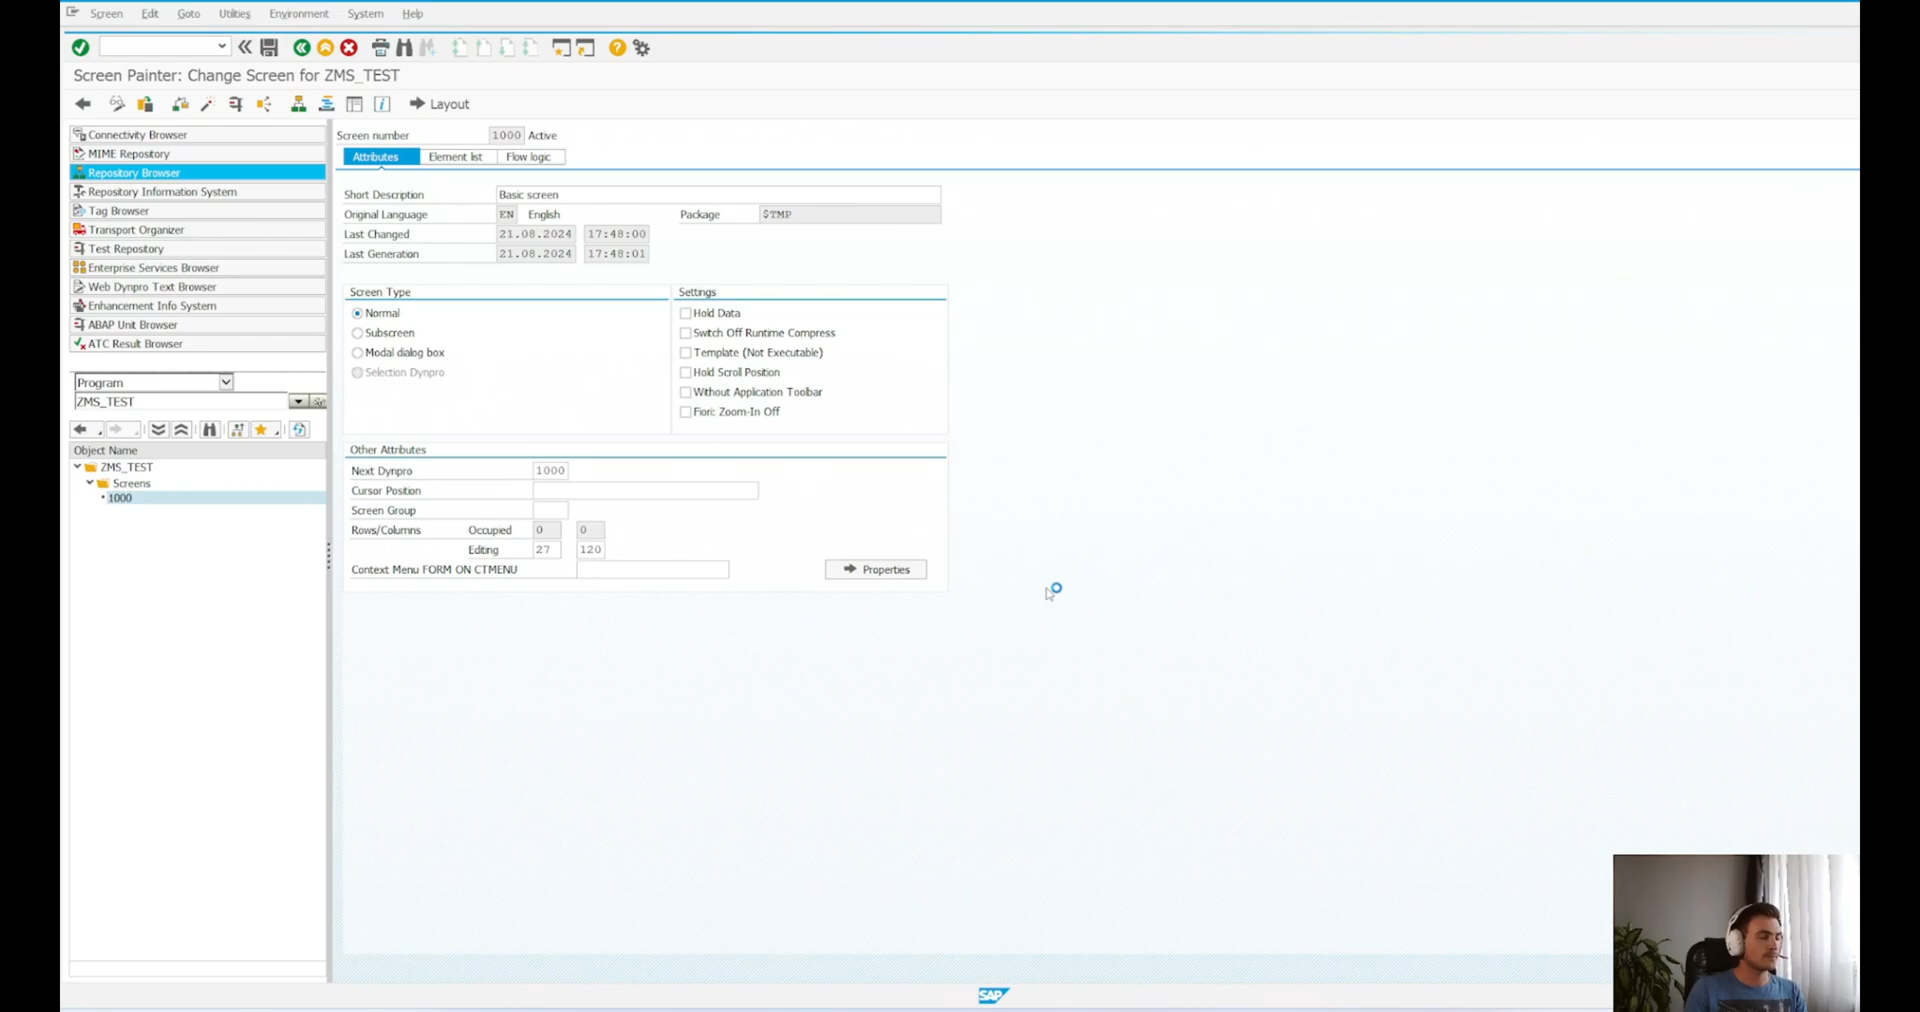 Screen Edit Goto Utilities Environment System Help
Screen Painter: Change Screen for ZMS_TEST
Layout
Connectivity Browser
MIME Repository
Repository Browser
Repository Information System
Tag Browser
Transport Organizer
Test Repository
Enterprise Services Browser
Web Dynpro Text Browser
Enhancement Info System
ABAP Unit Browser
ATC Result Browser
Program
ZMS_TEST
Object Name
ZMS_TEST
Screens
1000
Screen number 1000 Active
Attributes Element list Flow logic
Short Description Basic screen
Original Language EN English Package $TMP
Last Changed 21.08.2024 17:48:00
Last Generation 21.08.2024 17:48:01
Screen Type Settings
Normal Hold Data
Subscreen Switch Off Runtime Compress
Modal dialog box Template (Not Executable)
Selection Dynpro Hold Scroll Position
Without Application Toolbar
Fiori: Zoom-In Off
Other Attributes
Next Dynpro 1000
Cursor Position
Screen Group
Rows/Columns Occupied 0 0
Editing 27 120
Context Menu FORM ON CTMENU Properties
SAP